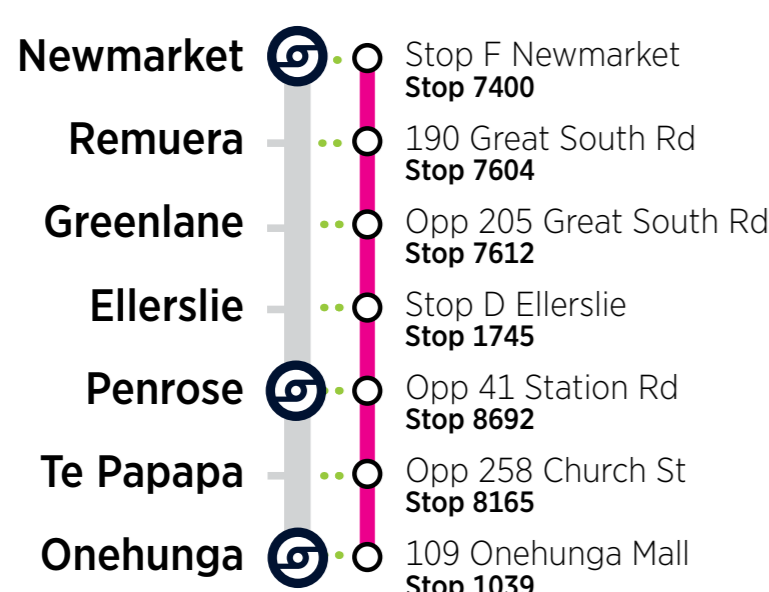 Newmarket
Stop F Newmarket
Stop 7400
Remuera
190 Great South Rd
Stop 7604
Greenlane
Opp 205 Great South Rd
Stop 7612
Ellerslie
Stop D Ellerslie
Stop 1745
Penrose
Opp 41 Station Rd
Stop 8692
Te Papapa
Opp 258 Church St
Stop 8165
Onehunga
109 Onehunga Mall
Stop 1039